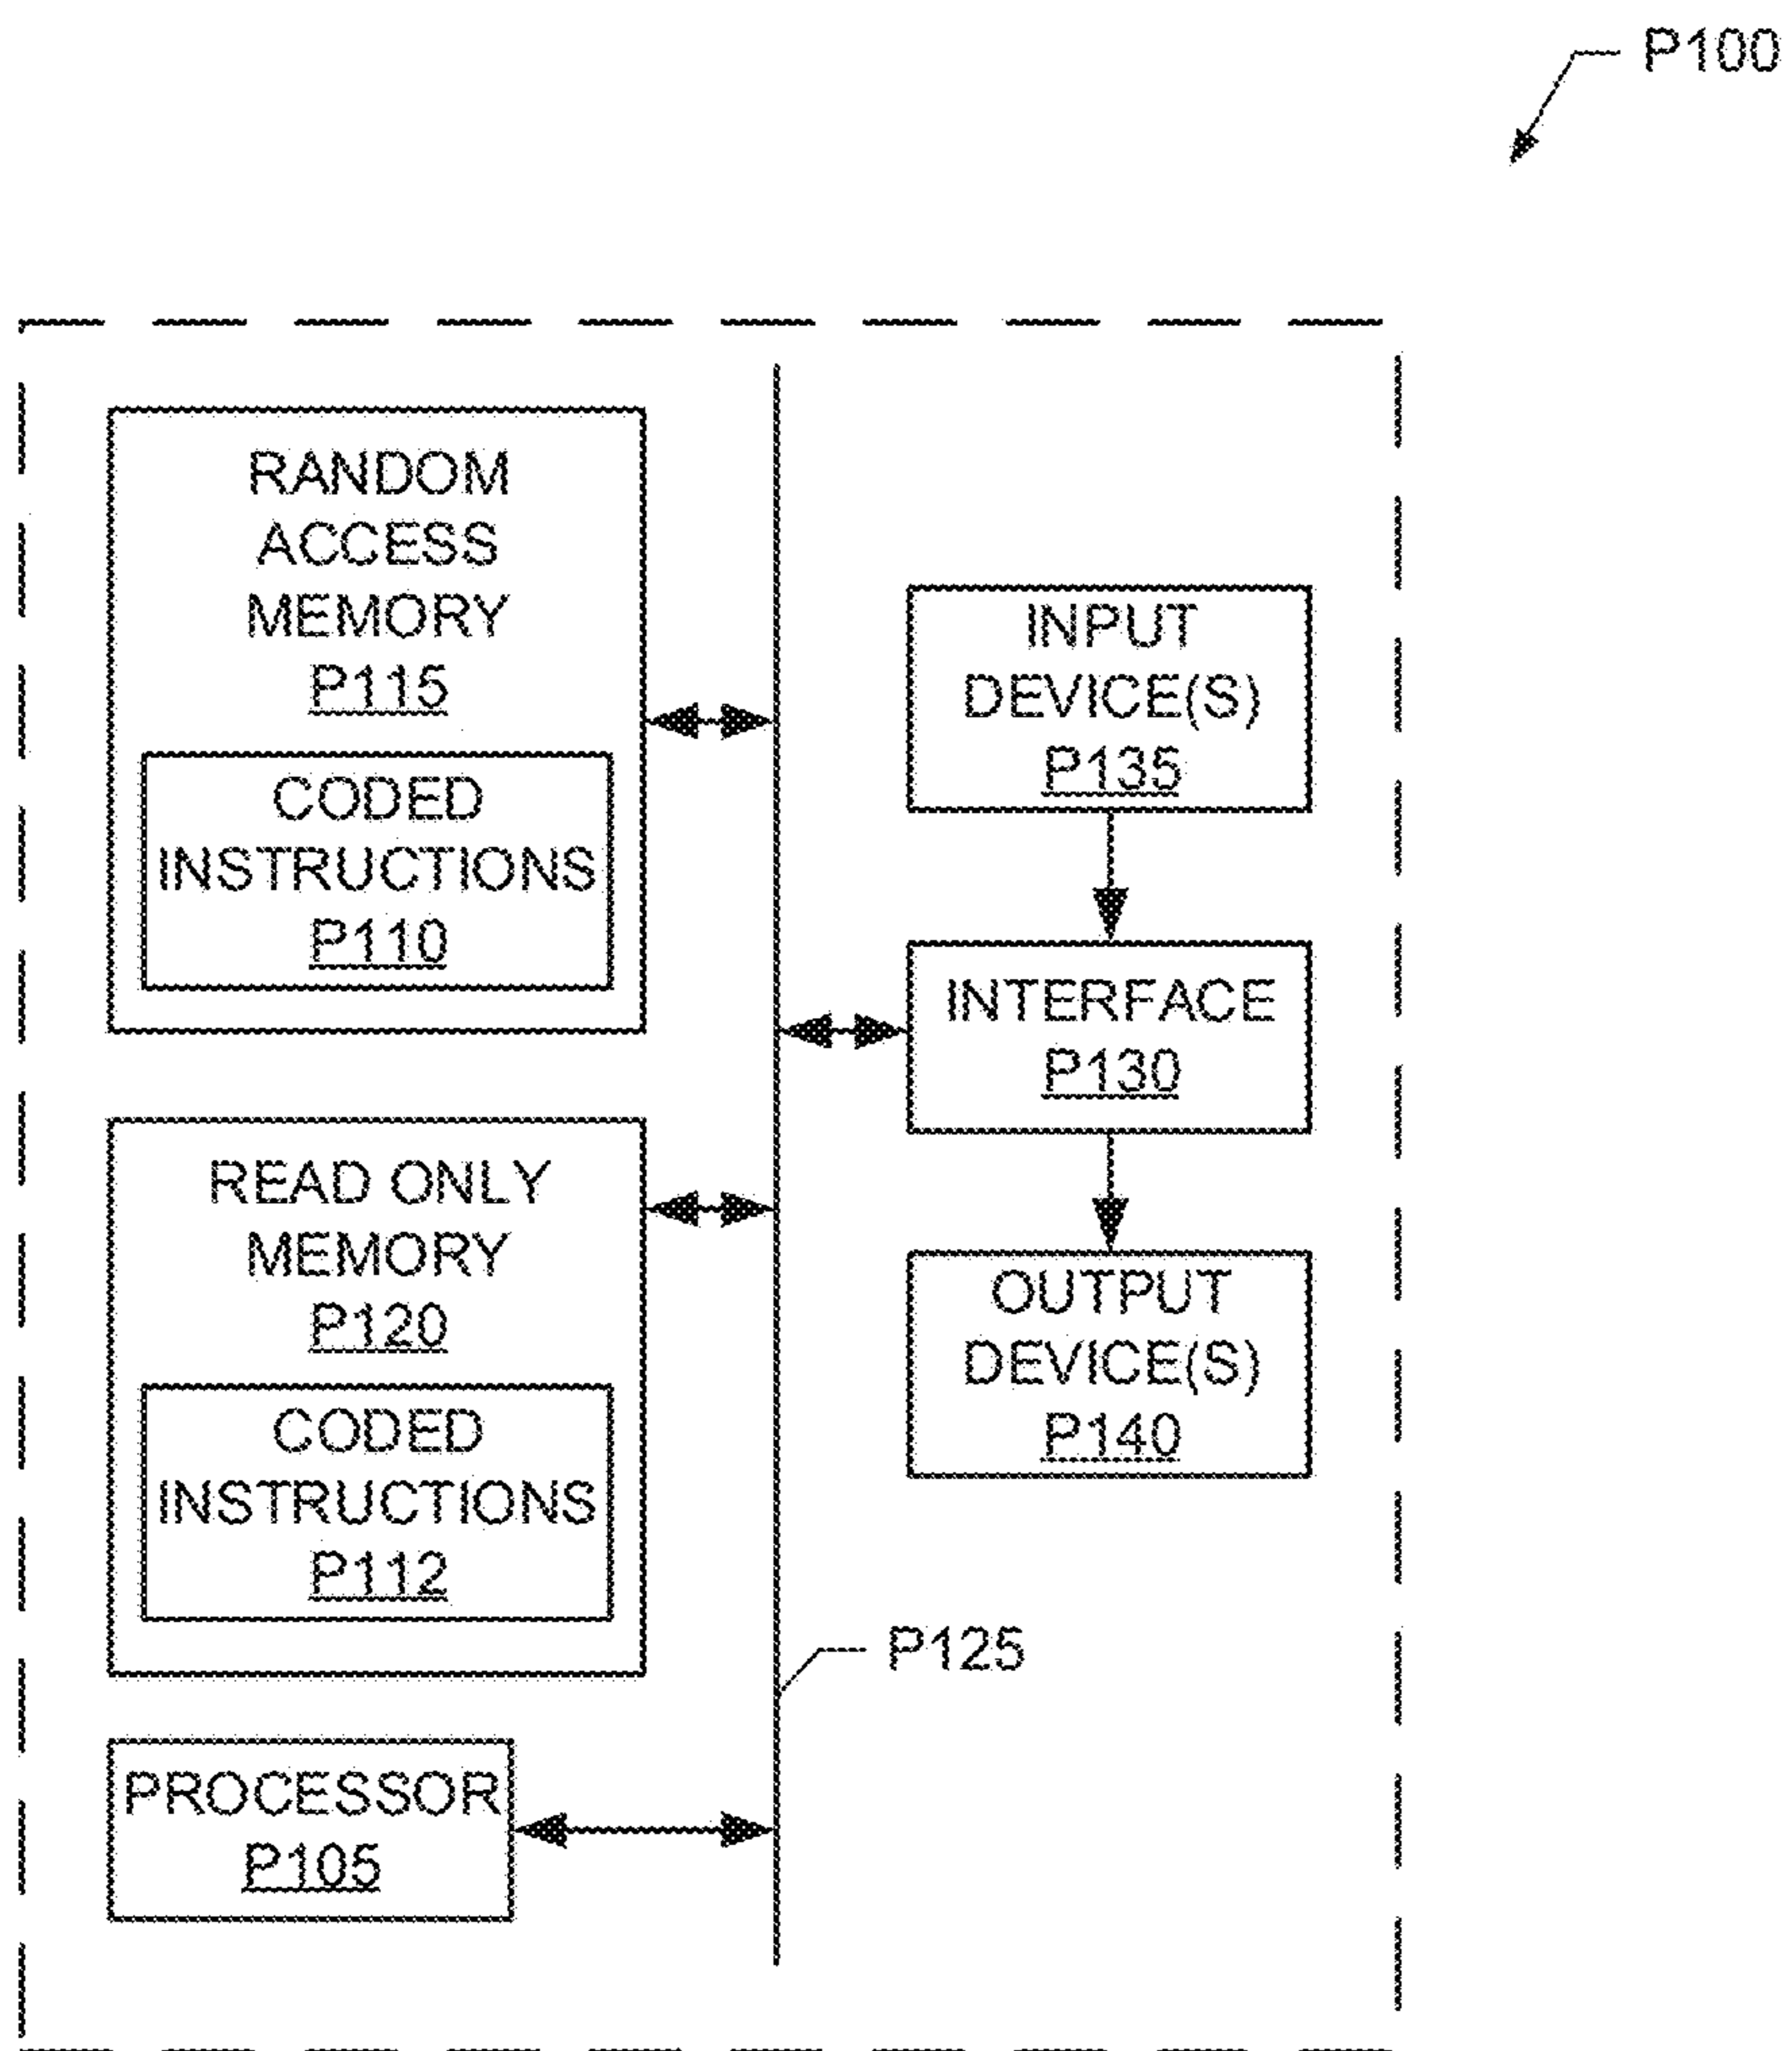 P100
RANDOM
ACCESS
MEMORY
P115
CODED
INSTRUCTIONS
P110
READ ONLY
MEMORY
P120
CODED
INSTRUCTIONS
P112
PROCESSOR
P105
INPUT
DEVICE(S)
P135
INTERFACE
P130
OUTPUT
DEVICE(S)
P140
P125